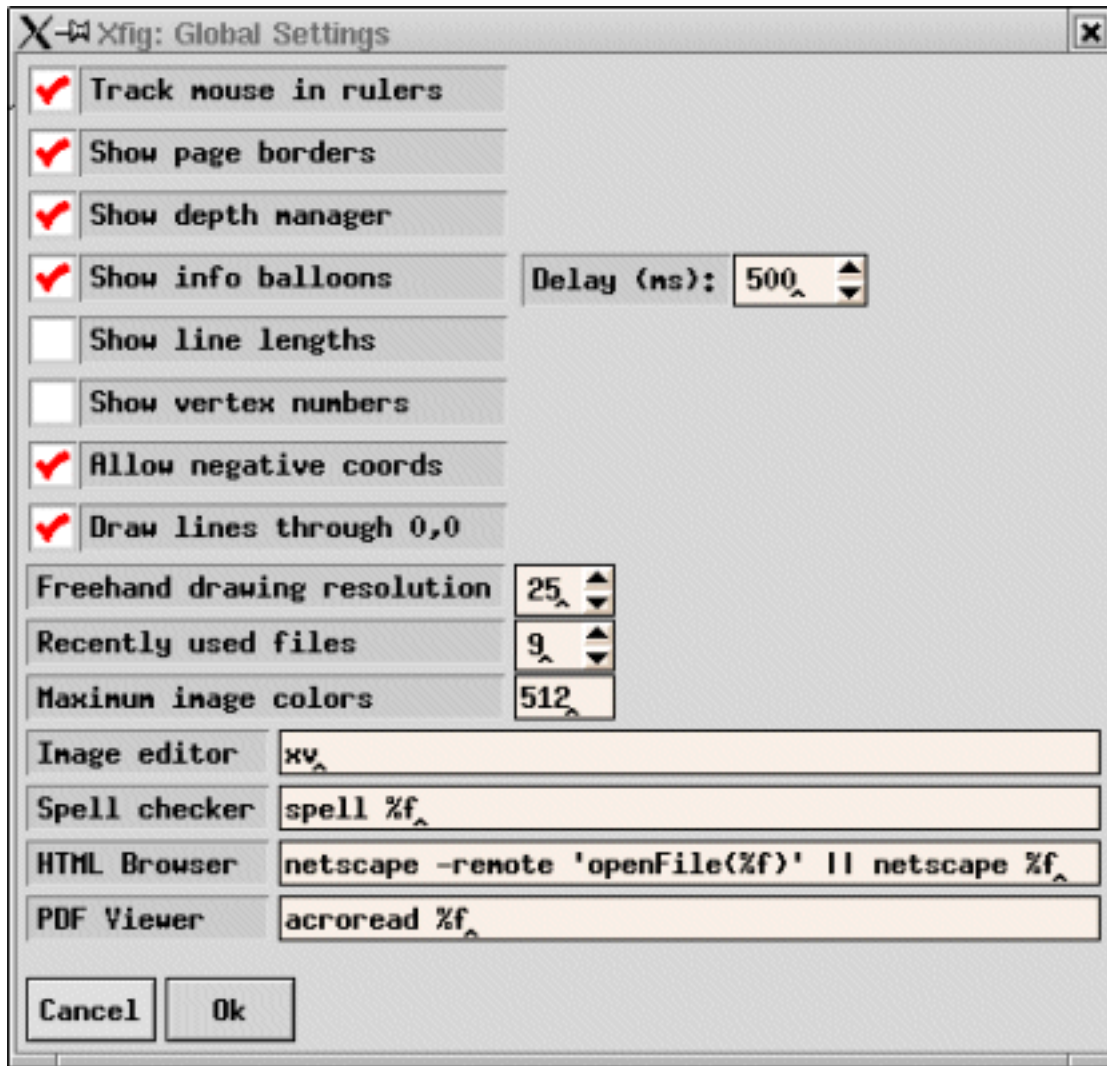 Xfig: Global Settings
Track mouse in rulers
Show page borders
Show depth manager
Show info balloons Delay (ms): 500
Show line lengths
Show vertex numbers
Allow negative coords
Draw lines through 0,0
Freehand drawing resolution 25
Recently used files 9
Maximum image colors 512
Image editor xv
Spell checker spell %f
HTML Browser netscape -remote 'openFile(%f)' || netscape %f
PDF Viewer acroread %f
Cancel Ok